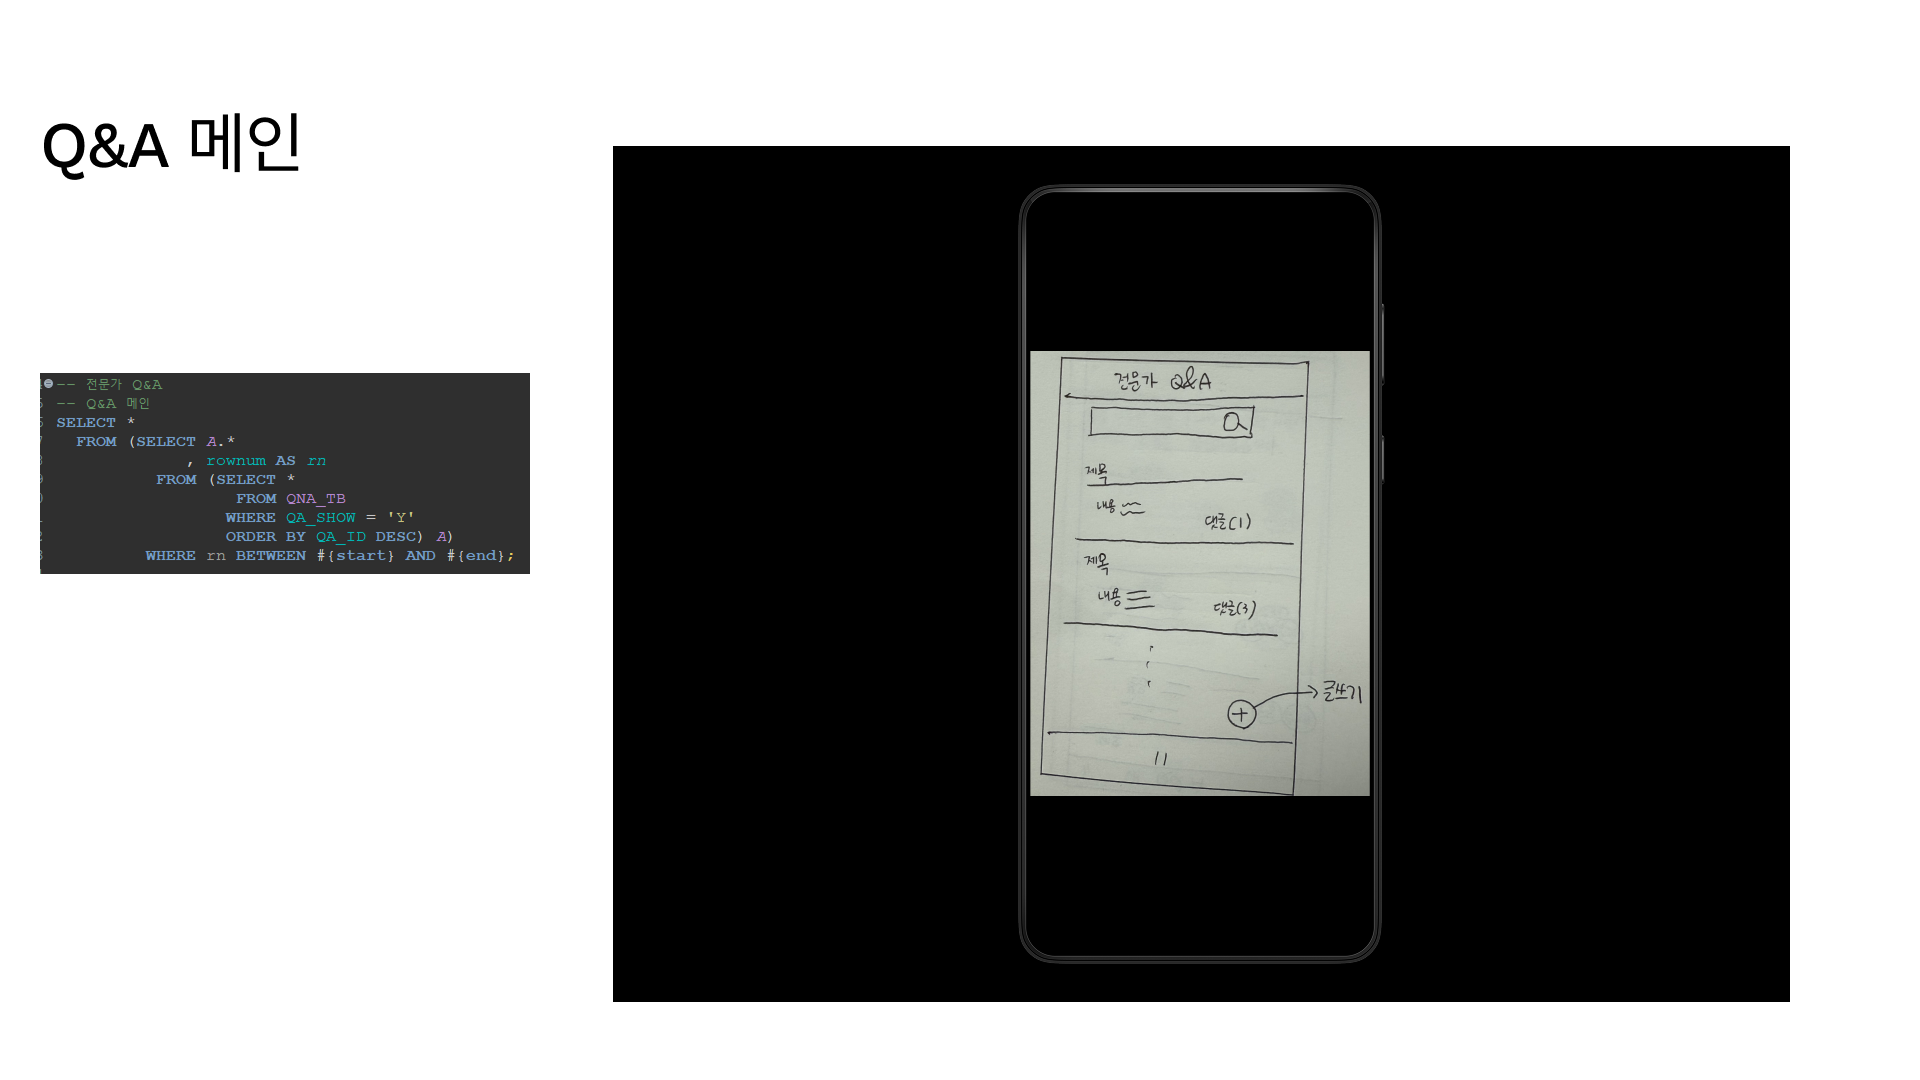 Q&A 메인
-- 전문가 Q&A
-- Q&A 메인
SELECT *
FROM (SELECT A.*
, rownum AS rn
FROM (SELECT *
FROM QNA_TB
WHERE QA_SHOW = 'Y'
ORDER BY QA_ID DESC) A)
WHERE rn BETWEEN #{start} AND #{end};
전문가 Q&A
제목
내용
댓글(1)
제목
내용
댓글(3)
+
글쓰기